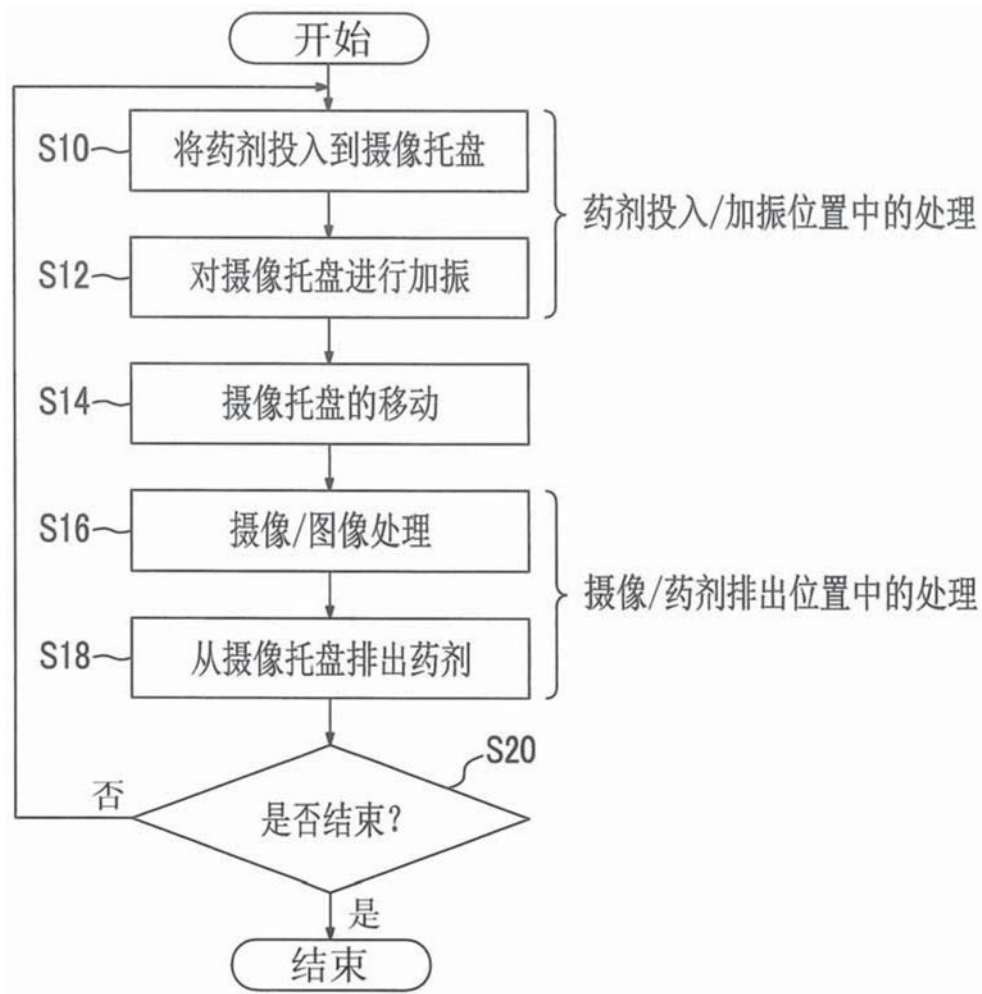 开始
S10
将药剂投入到摄像托盘
药剂投入/加振位置中的处理
S12
对摄像托盘进行加振
S14
摄像托盘的移动
S16
摄像/图像处理
摄像/药剂排出位置中的处理
S18
从摄像托盘排出药剂
S20
否
是否结束?
是
结束